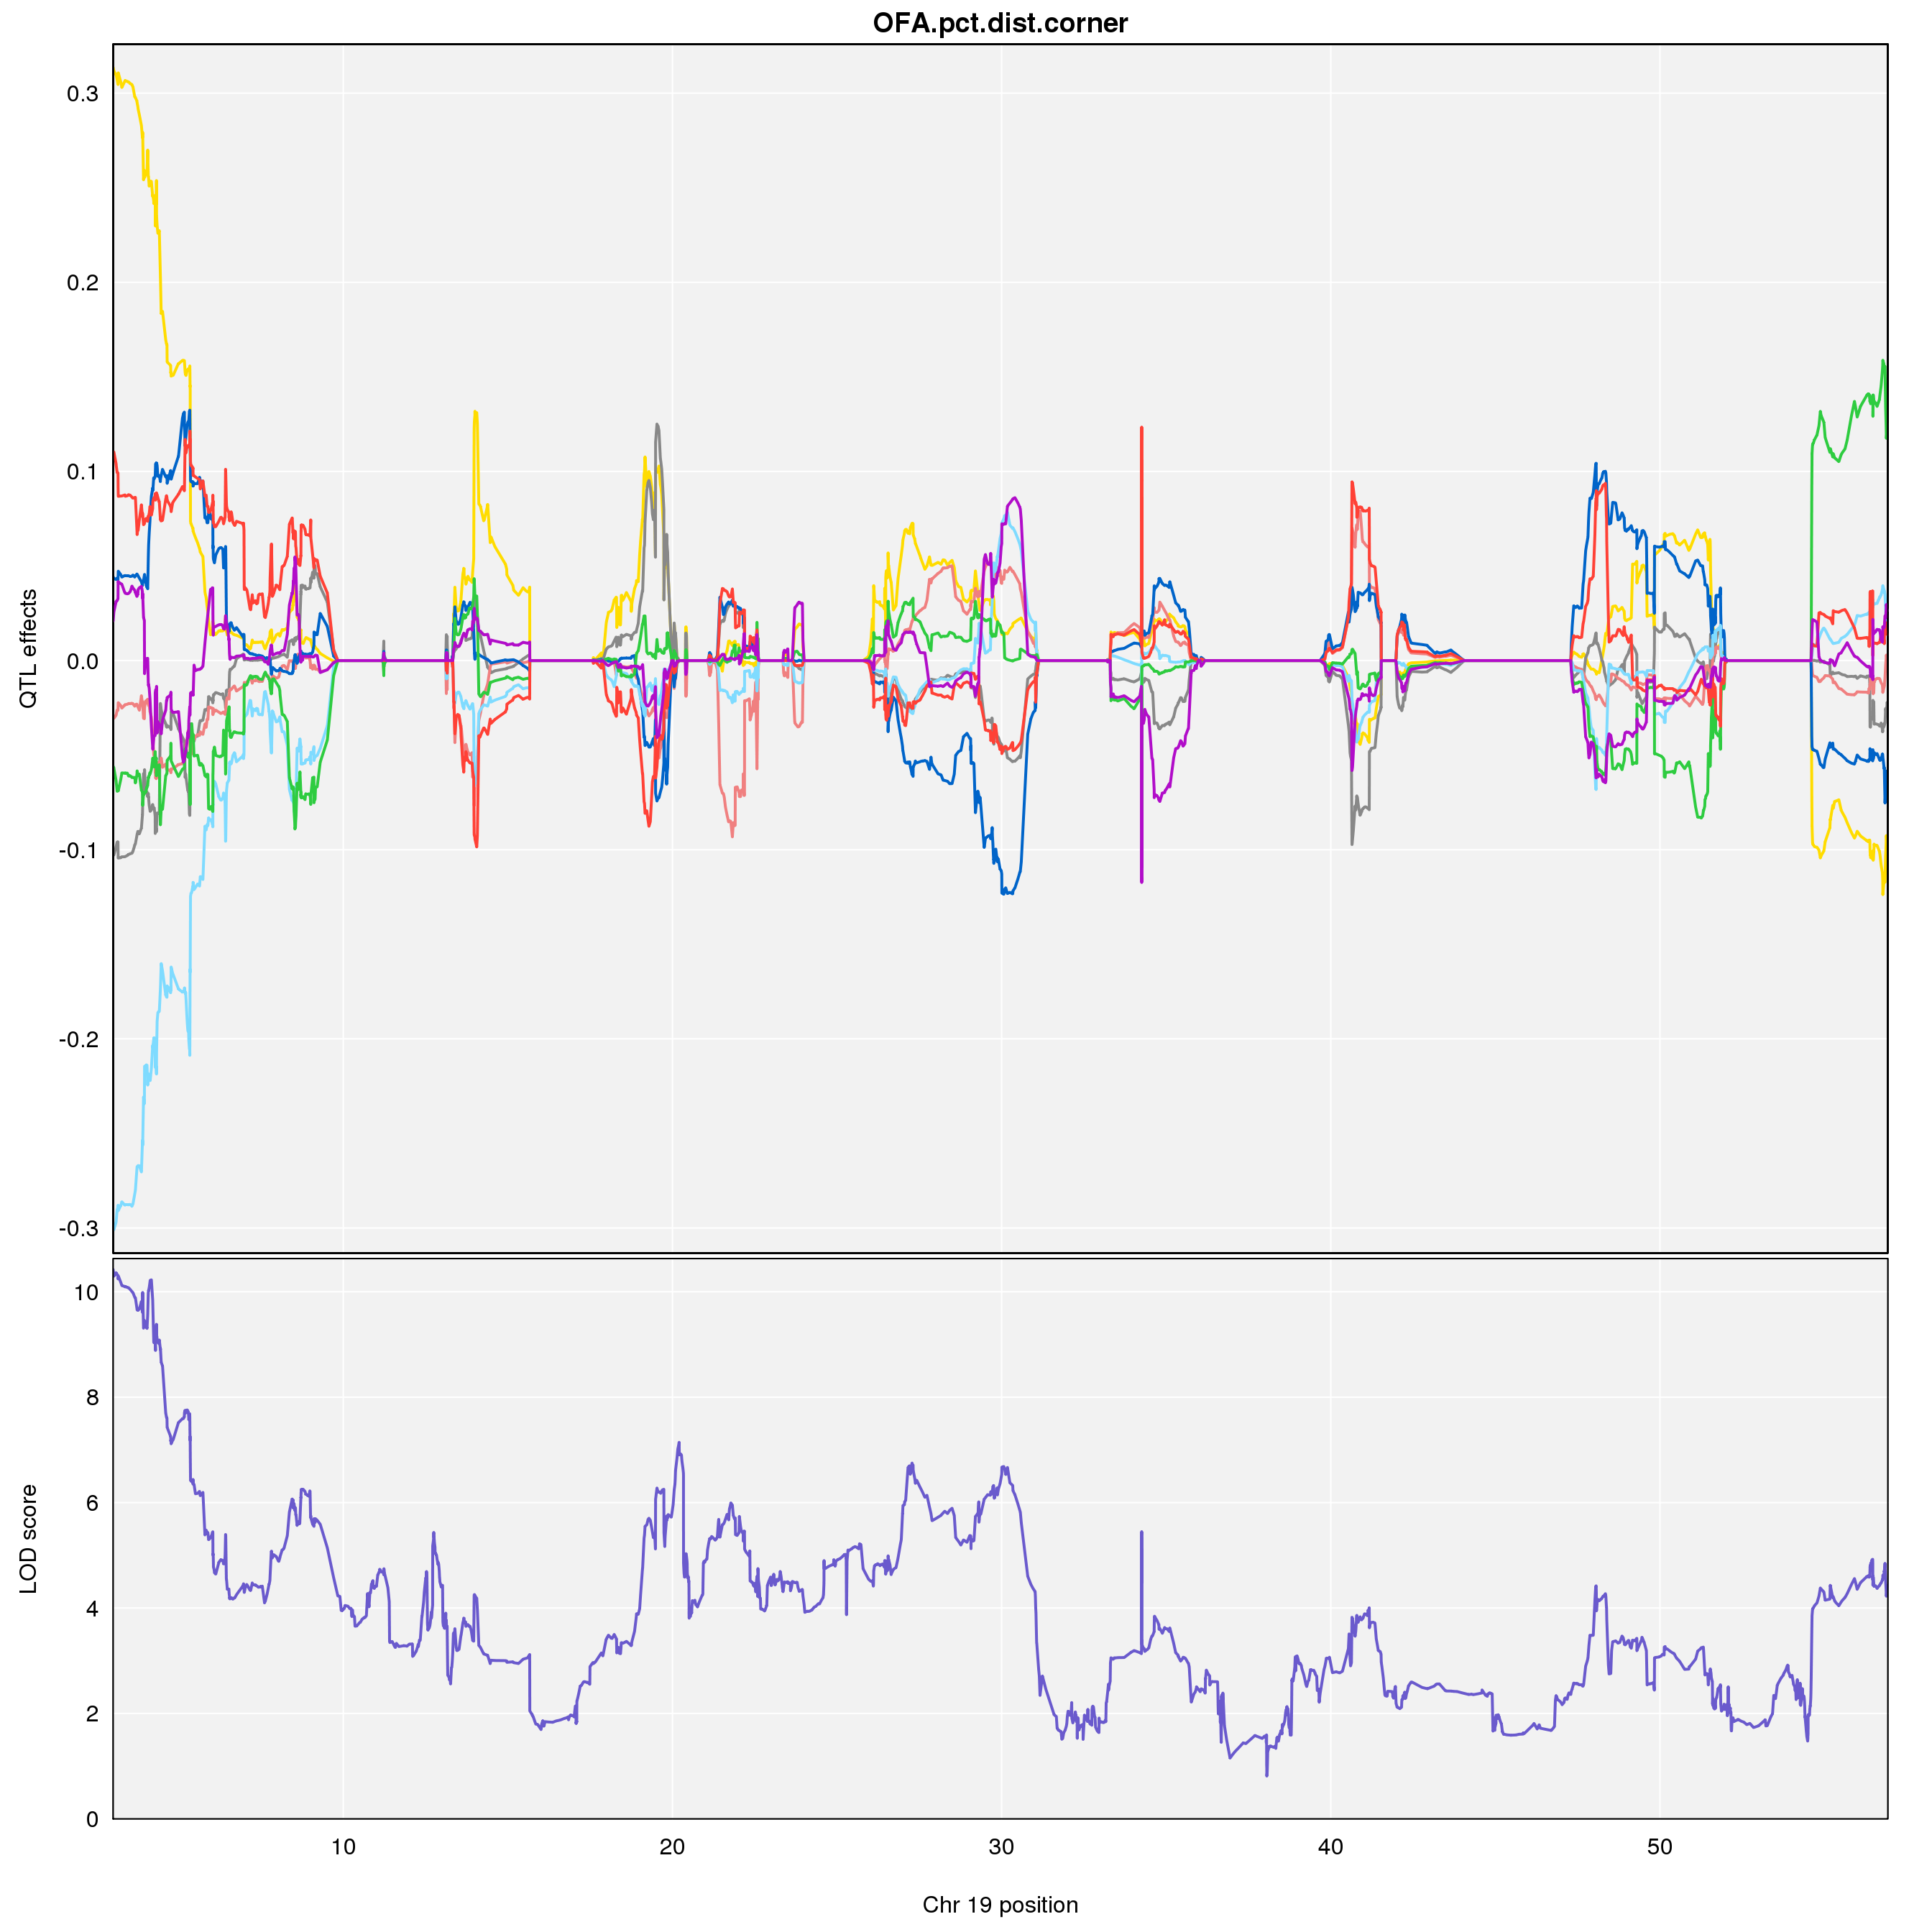 OFA.pct.dist.corner
0.3
0.2
0.1
0.0
-0.1
-0.2
-0.3
QTL effects
10
8
6
4
2
0
LOD score
10 20 30 40 50
Chr 19 position